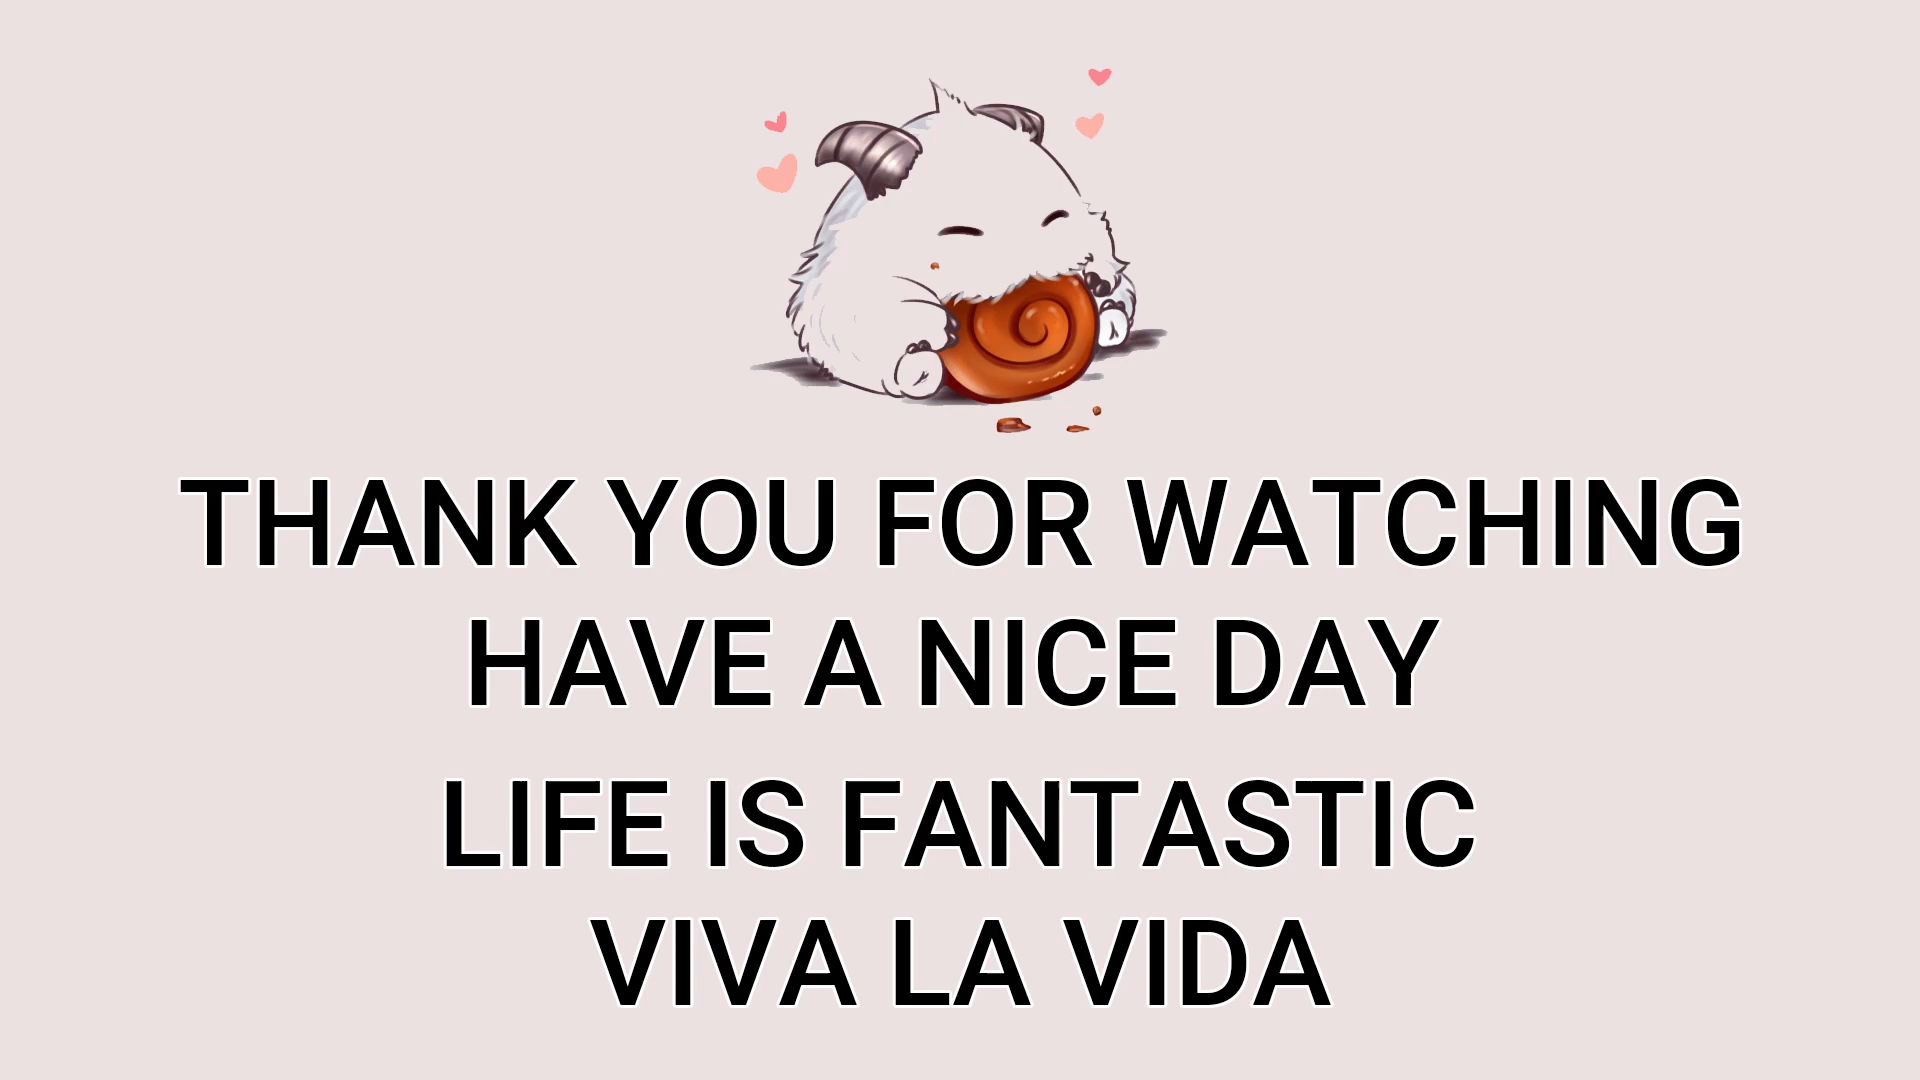 THANK YOU FOR WATCHING
HAVE A NICE DAY
LIFE IS FANTASTIC
VIVA LA VIDA